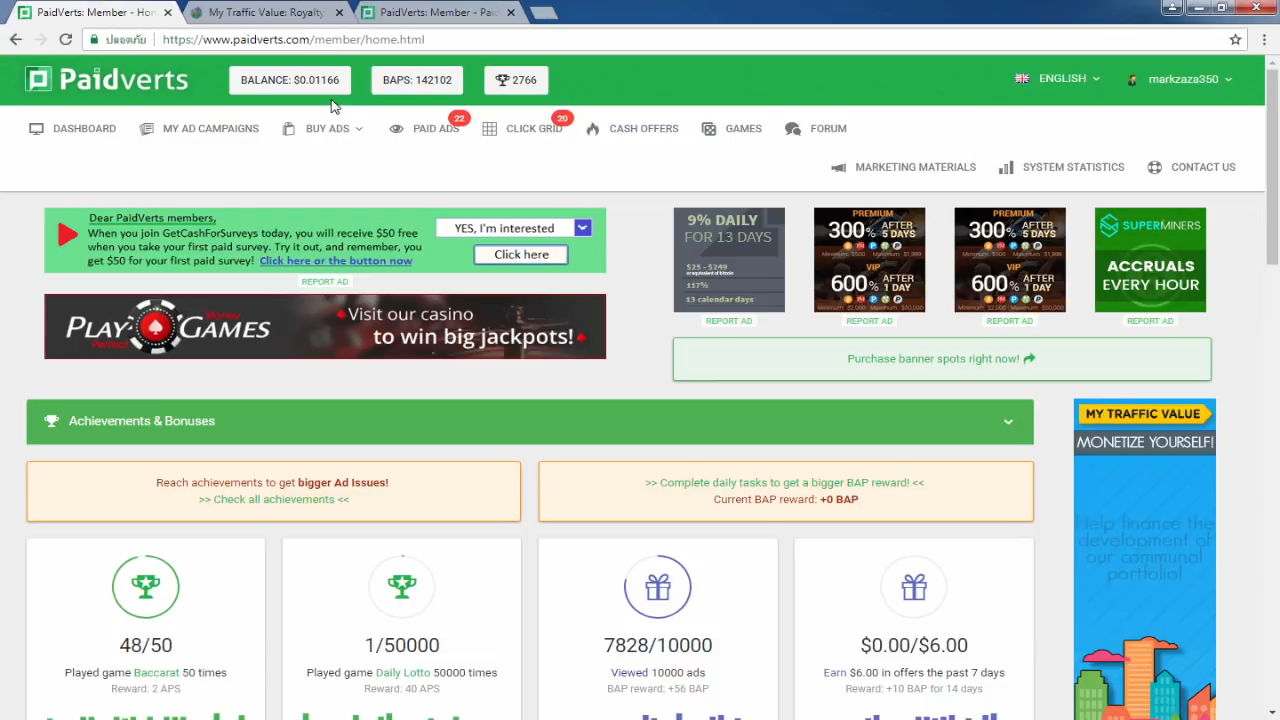 PaidVerts: Member - Ho
My Traffic Value: Royalty
PaidVerts: Member - Pai
ปลอดภัย
https://www.paidverts.com/member/home.html
Paidverts
BALANCE: $0.01166
BAPS: 142102
2766
ENGLISH
markzaza350
DASHBOARD
MY AD CAMPAIGNS
BUY ADS
PAID ADS
22
CLICK GRID
20
CASH OFFERS
GAMES
FORUM
MARKETING MATERIALS
SYSTEM STATISTICS
CONTACT US
Dear PaidVerts members,
When you join GetCashForSurveys today, you will receive $50 free
when you take your first paid survey. Try it out, and remember, you
get $50 for your first paid survey! Click here or the button now
YES, I'm interested
Click here
REPORT AD
PLAY GAMES
Visit our casino
to win big jackpots!
9% DAILY
FOR 13 DAYS
$25 - $249
117%
13 calendar days
REPORT AD
PREMIUM
300% AFTER
5 DAYS
VIP
600% AFTER
1 DAY
REPORT AD
PREMIUM
300% AFTER
5 DAYS
VIP
600% AFTER
1 DAY
REPORT AD
SUPERMINERS
ACCRUALS
EVERY HOUR
REPORT AD
Purchase banner spots right now!
Achievements & Bonuses
Reach achievements to get bigger Ad Issues!
>> Check all achievements <<
>> Complete daily tasks to get a bigger BAP reward! <<
Current BAP reward: +0 BAP
48/50
Played game Baccarat 50 times
Reward: 2 APS
1/50000
Played game Daily Lotto 50000 times
Reward: 40 APS
7828/10000
Viewed 10000 ads
BAP reward: +56 BAP
$0.00/$6.00
Earn $6.00 in offers the past 7 days
Reward: +10 BAP for 14 days
MY TRAFFIC VALUE
MONETIZE YOURSELF!
Help finance the
development of
our communal
portfolio!